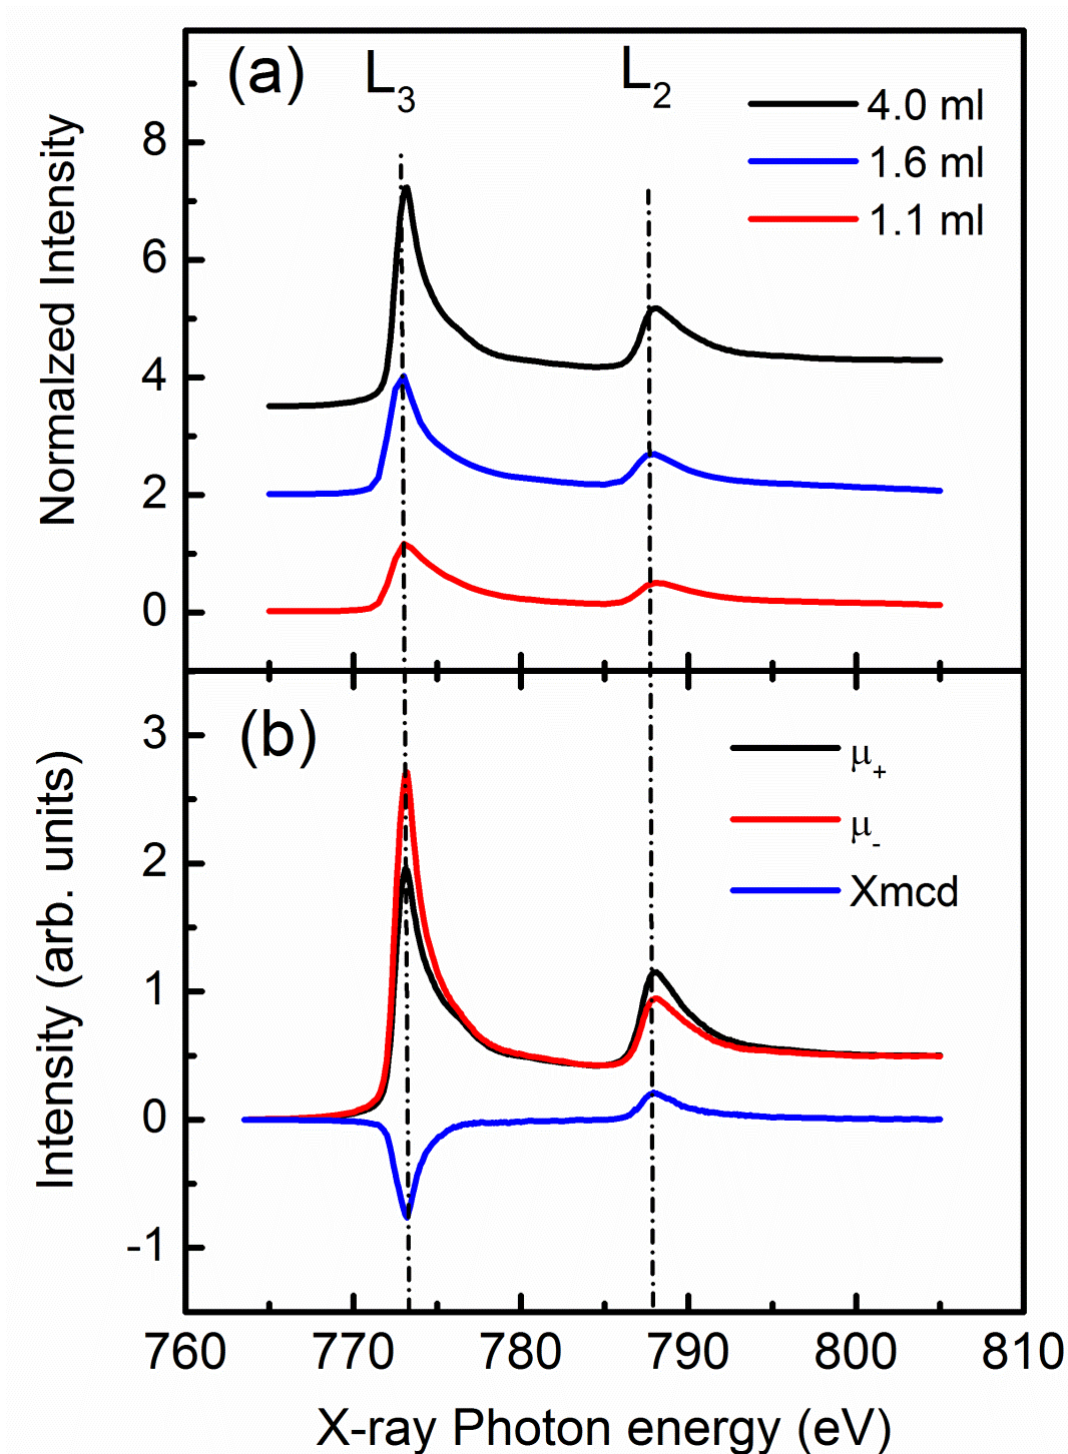 (a)
L3
L2
4.0 ml
1.6 ml
1.1 ml
8
6
4
2
0
Normalzed Intensity
(b)
μ+
μ-
Xmcd
3
2
1
0
-1
Intensity (arb. units)
760 770 780 790 800 810
X-ray Photon energy (eV)